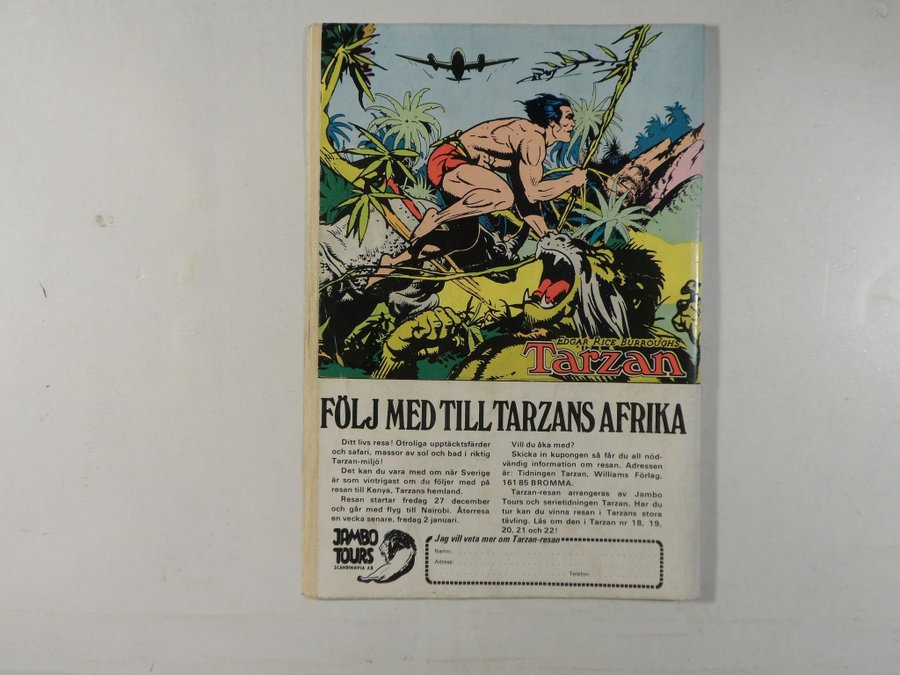 EDGAR RICE BURROUGHS
Tarzan
FÖLJ MED TILL TARZANS AFRIKA
Ditt livs resa! Otroliga upptäcktsfärder
och safari, massor av sol och bad i riktig
Tarzan-miljö!
Det kan du vara med om när Sverige
är som vintrigast om du följer med på
resan till Kenya, Tarzans hemland.
Resan startar fredag 27 december
och går med flyg till Nairobi. Återresa
en vecka senare, fredag 2 januari.
Vill du åka med?
Skicka in kupongen så får du all nöd-
vändig information om resan. Adressen
är: Tidningen Tarzan, Williams Förlag,
161 85 BROMMA.
Tarzan-resan arrangeras av Jambo
Tours och serietidningen Tarzan. Har du
tur kan du vinna resan i Tarzans stora
tävling. Läs om den i Tarzan nr 18, 19,
20, 21 och 22!
JAMBO
TOURS
SCANDINAVIA AB
Jag vill veta mer om Tarzan-resan
Namn:
Adress:
Telefon